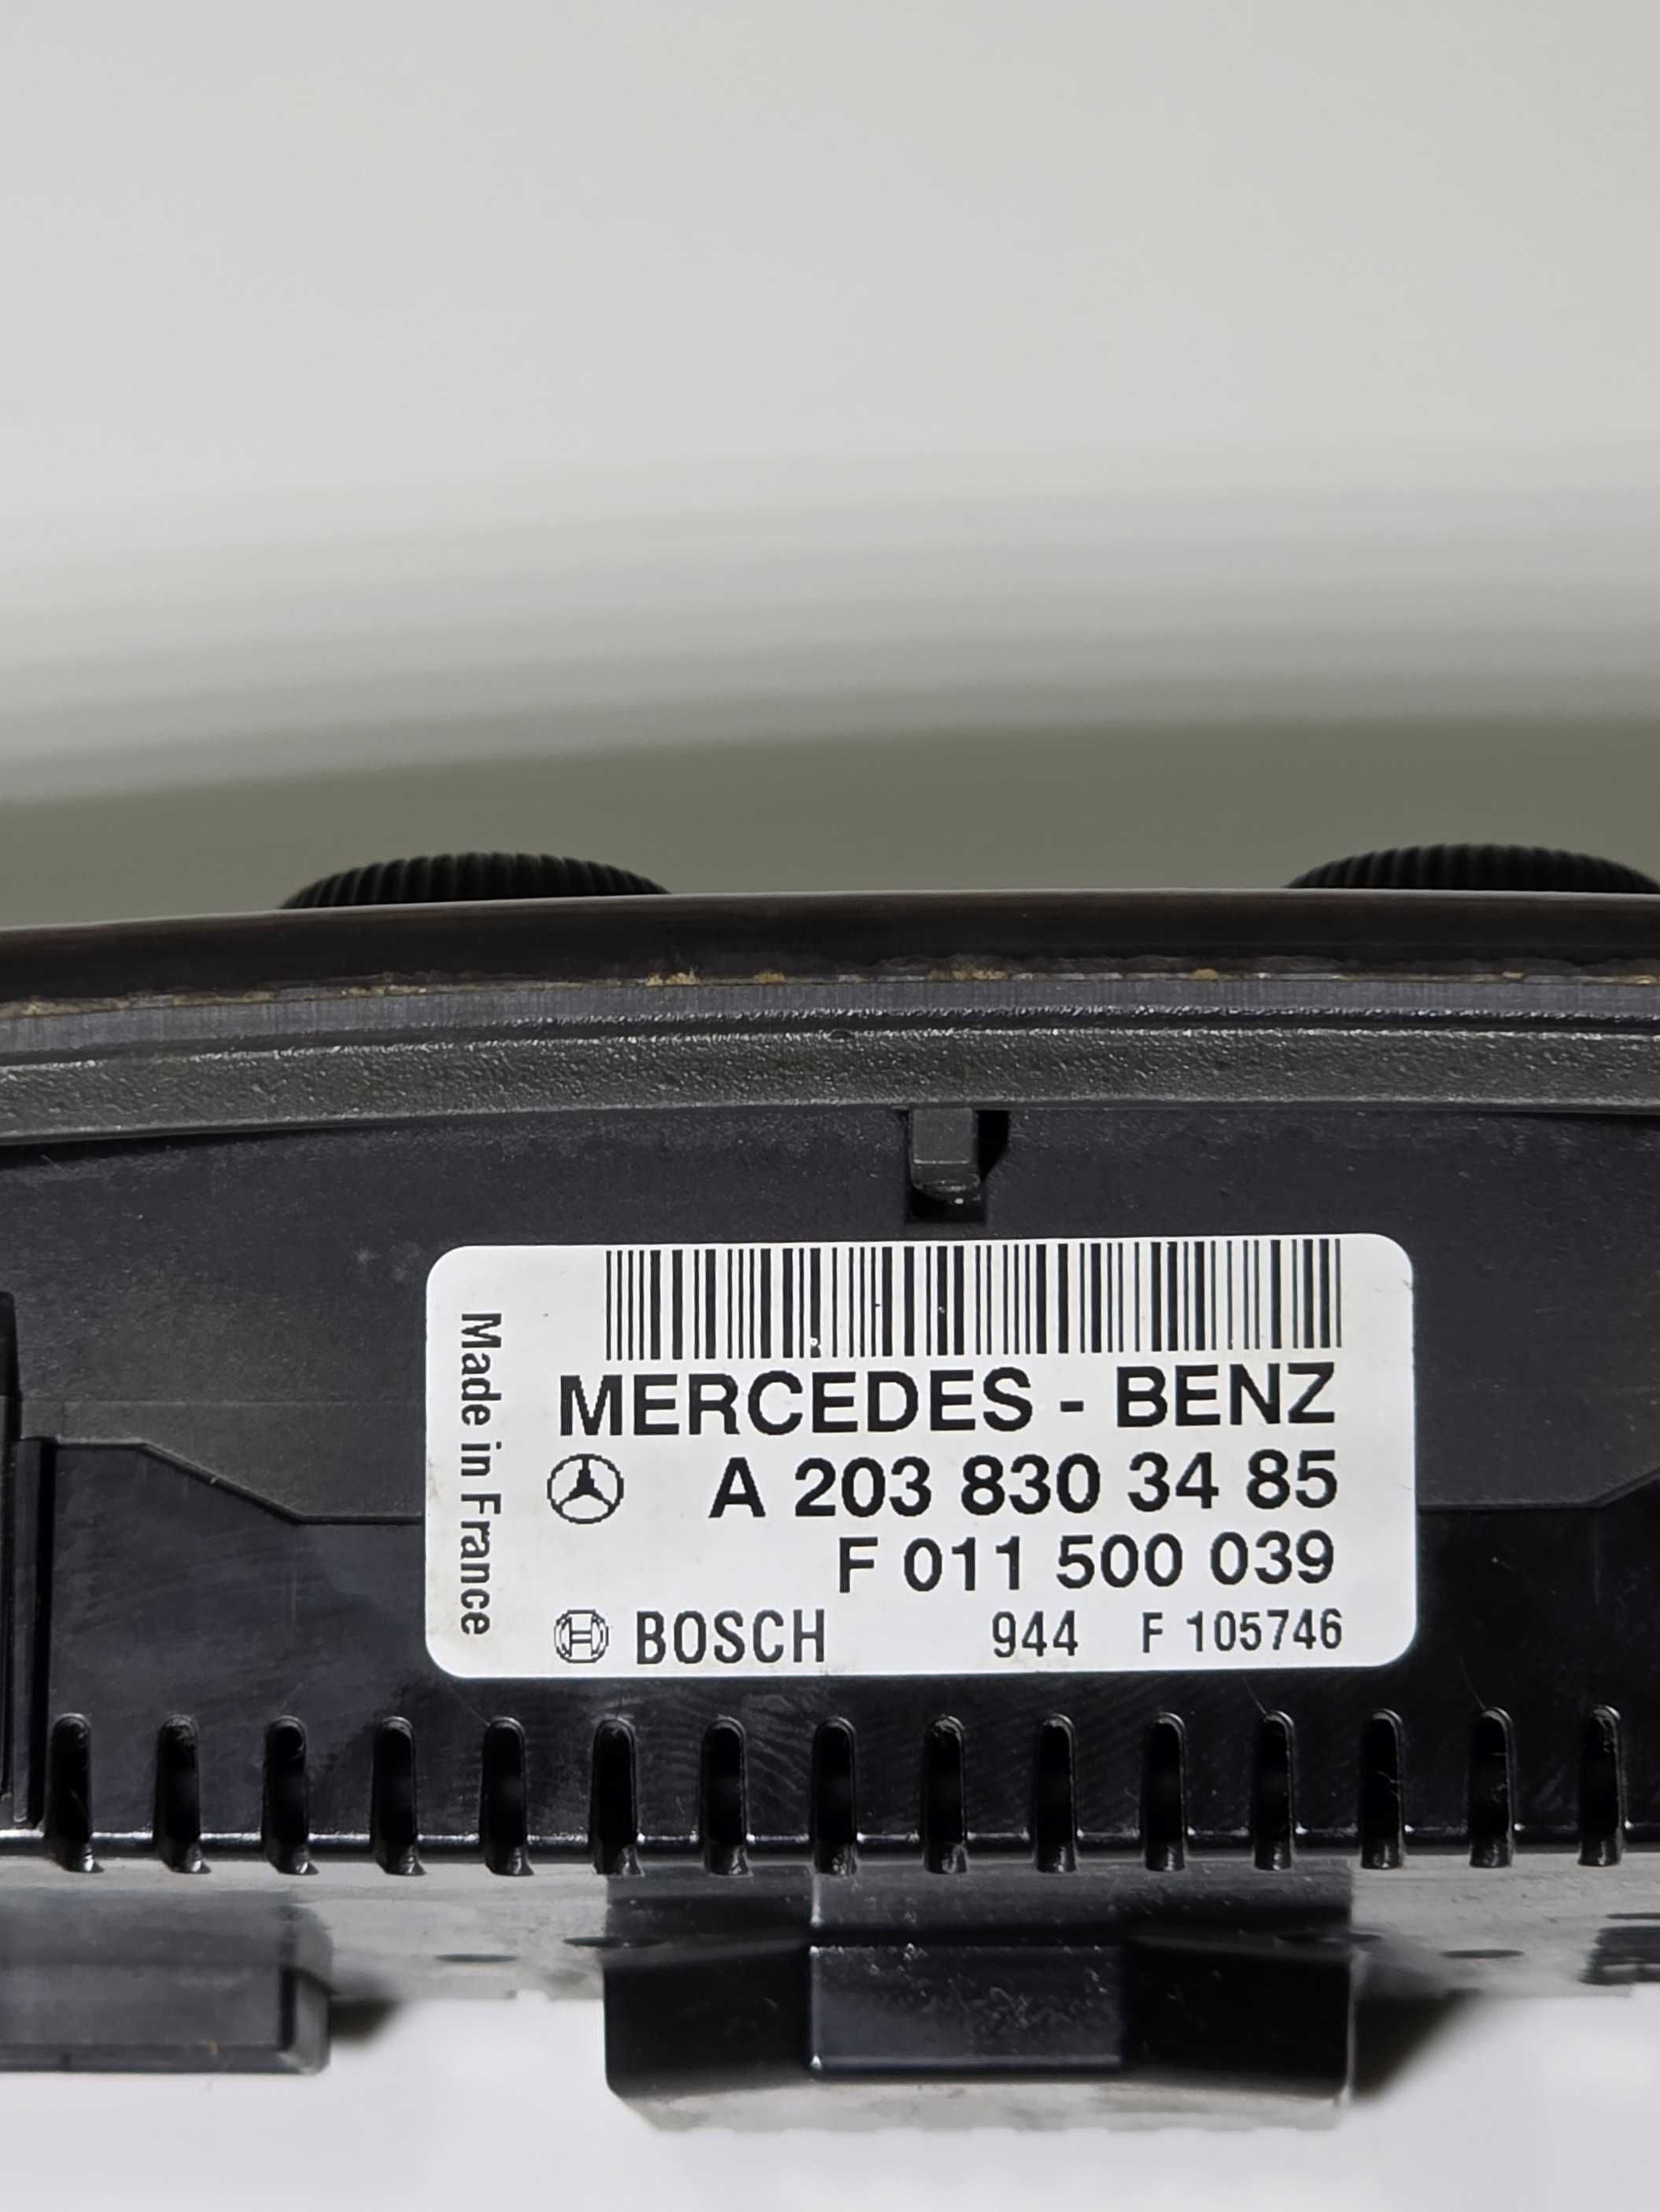 MERCEDES - BENZ
A 203 830 34 85
F 011 500 039
BOSCH 944 F 105746
Made in France